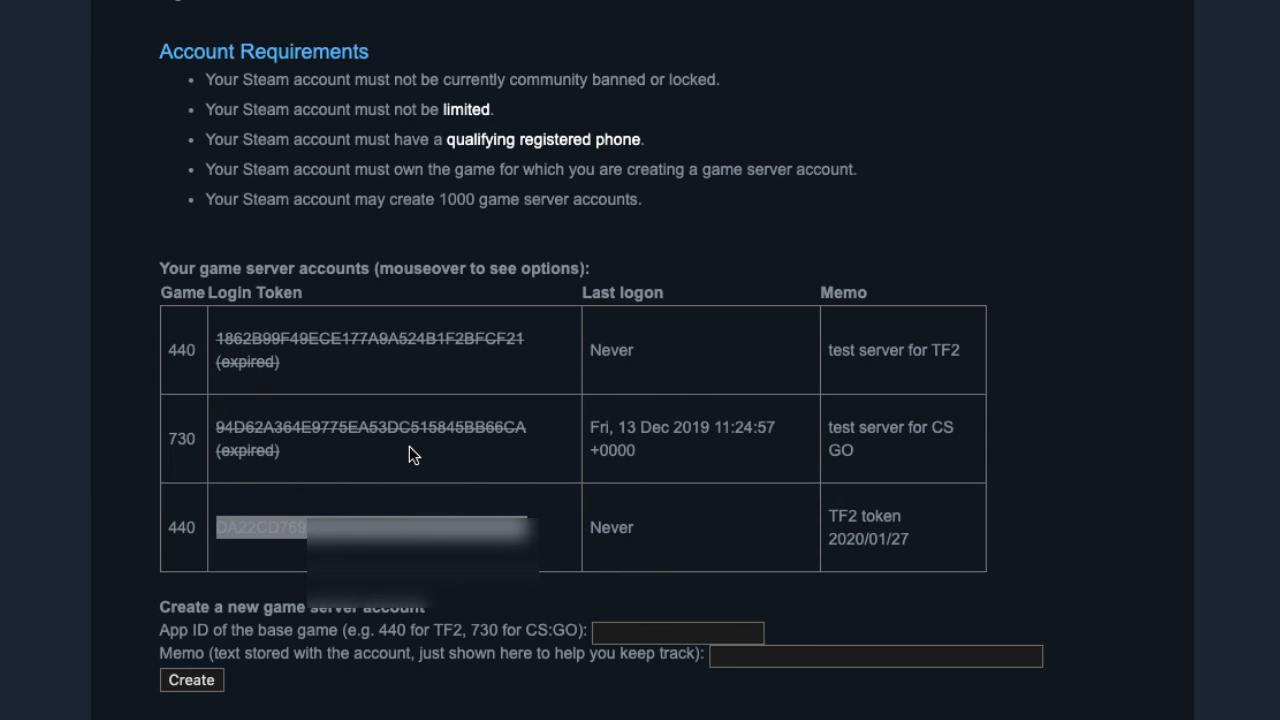 Account Requirements
• Your Steam account must not be currently community banned or locked.
• Your Steam account must not be limited.
• Your Steam account must have a qualifying registered phone.
• Your Steam account must own the game for which you are creating a game server account.
• Your Steam account may create 1000 game server accounts.
Your game server accounts (mouseover to see options):
Game Login Token Last logon Memo
440 1862B99F49ECE177A9A524B1F2BFCF21 (expired) Never test server for TF2
730 94D62A364E9775EA53DC515845BB66CA (expired) Fri, 13 Dec 2019 11:24:57 +0000 test server for CS GO
440 DA22CD769 Never TF2 token 2020/01/27
Create a new game server account
App ID of the base game (e.g. 440 for TF2, 730 for CS:GO):
Memo (text stored with the account, just shown here to help you keep track):
Create